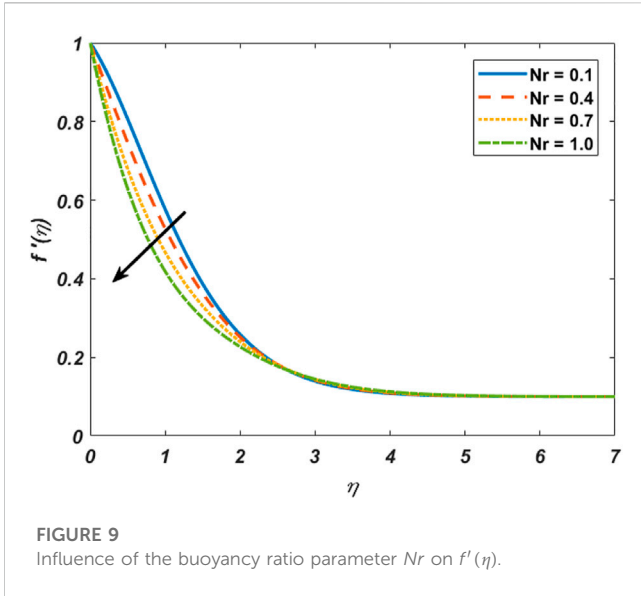 1
0.8
0.6
0.4
0.2
0
f '(η)
Nr = 0.1
Nr = 0.4
Nr = 0.7
Nr = 1.0
0 1 2 3 4 5 6 7
η
FIGURE 9
Influence of the buoyancy ratio parameter Nr on f′(η).